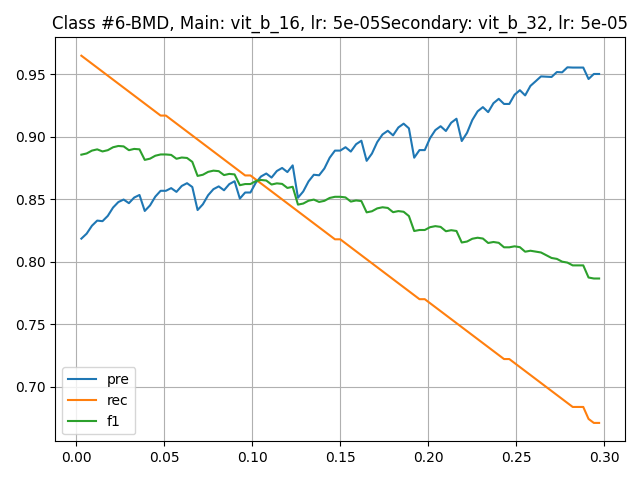 Class #6-BMD, Main: vit_b_16, lr: 5e-05Secondary: vit_b_32, lr: 5e-05
0.95
0.90
0.85
0.80
0.75
0.70
pre
rec
f1
0.00 0.05 0.10 0.15 0.20 0.25 0.30